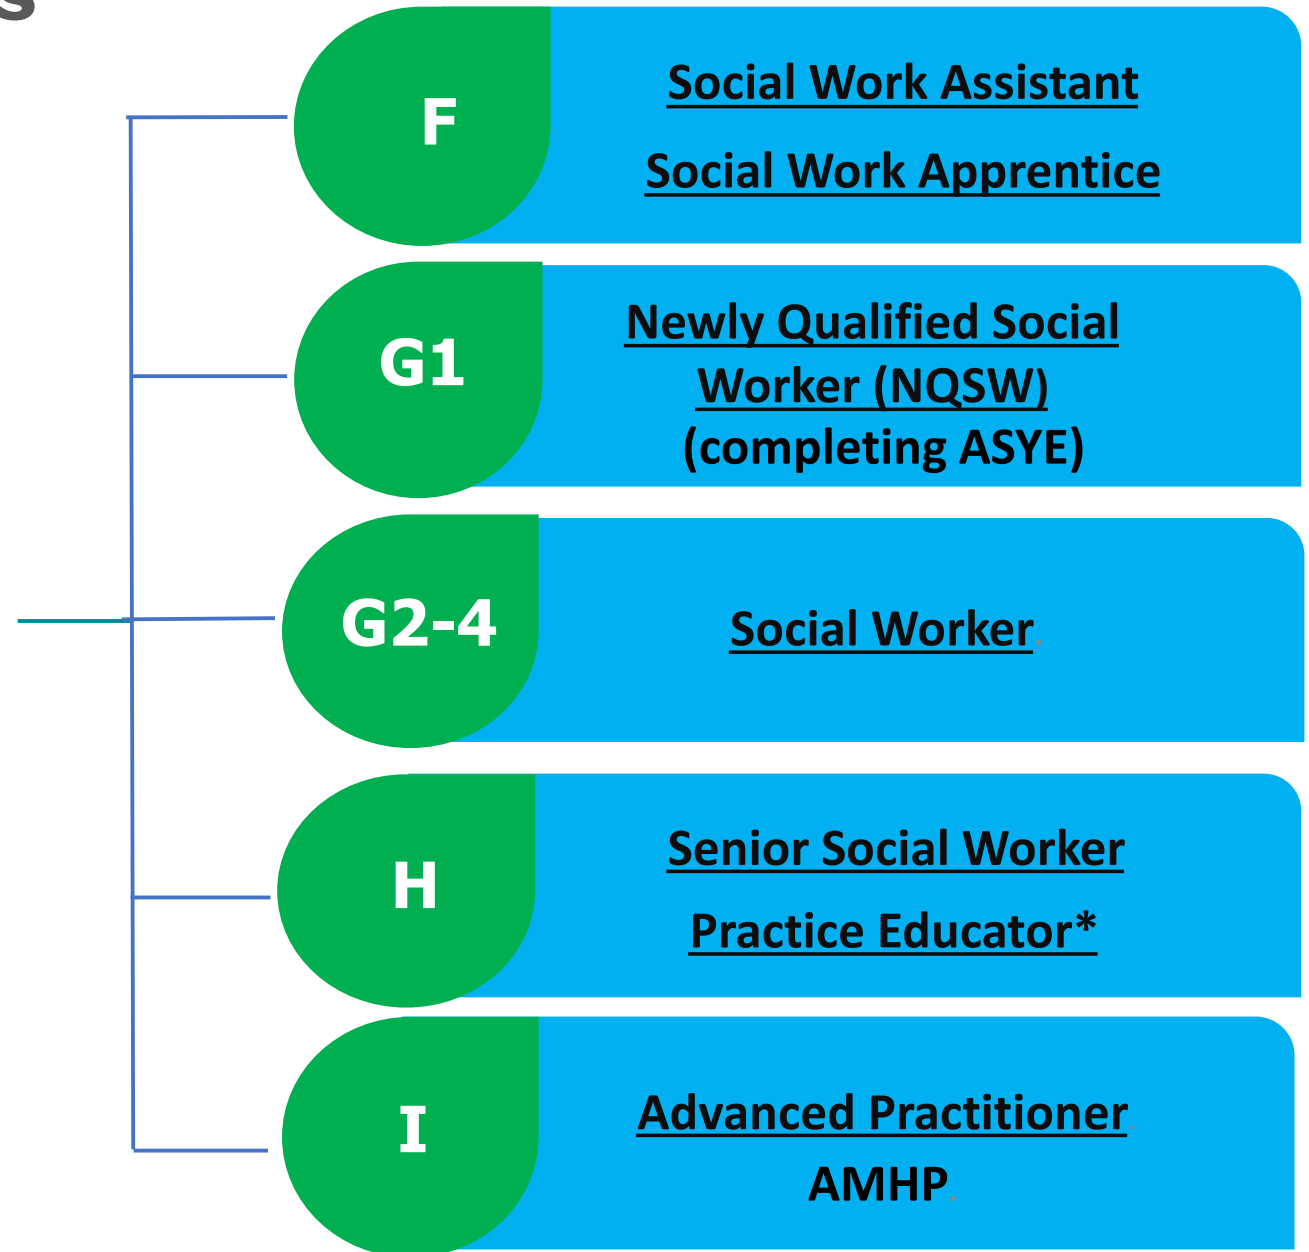 s
F
Social Work Assistant
Social Work Apprentice
G1
Newly Qualified Social
Worker (NQSW)
(completing ASYE)
G2-4
Social Worker.
H
Senior Social Worker
Practice Educator*
I
Advanced Practitioner.
AMHP.